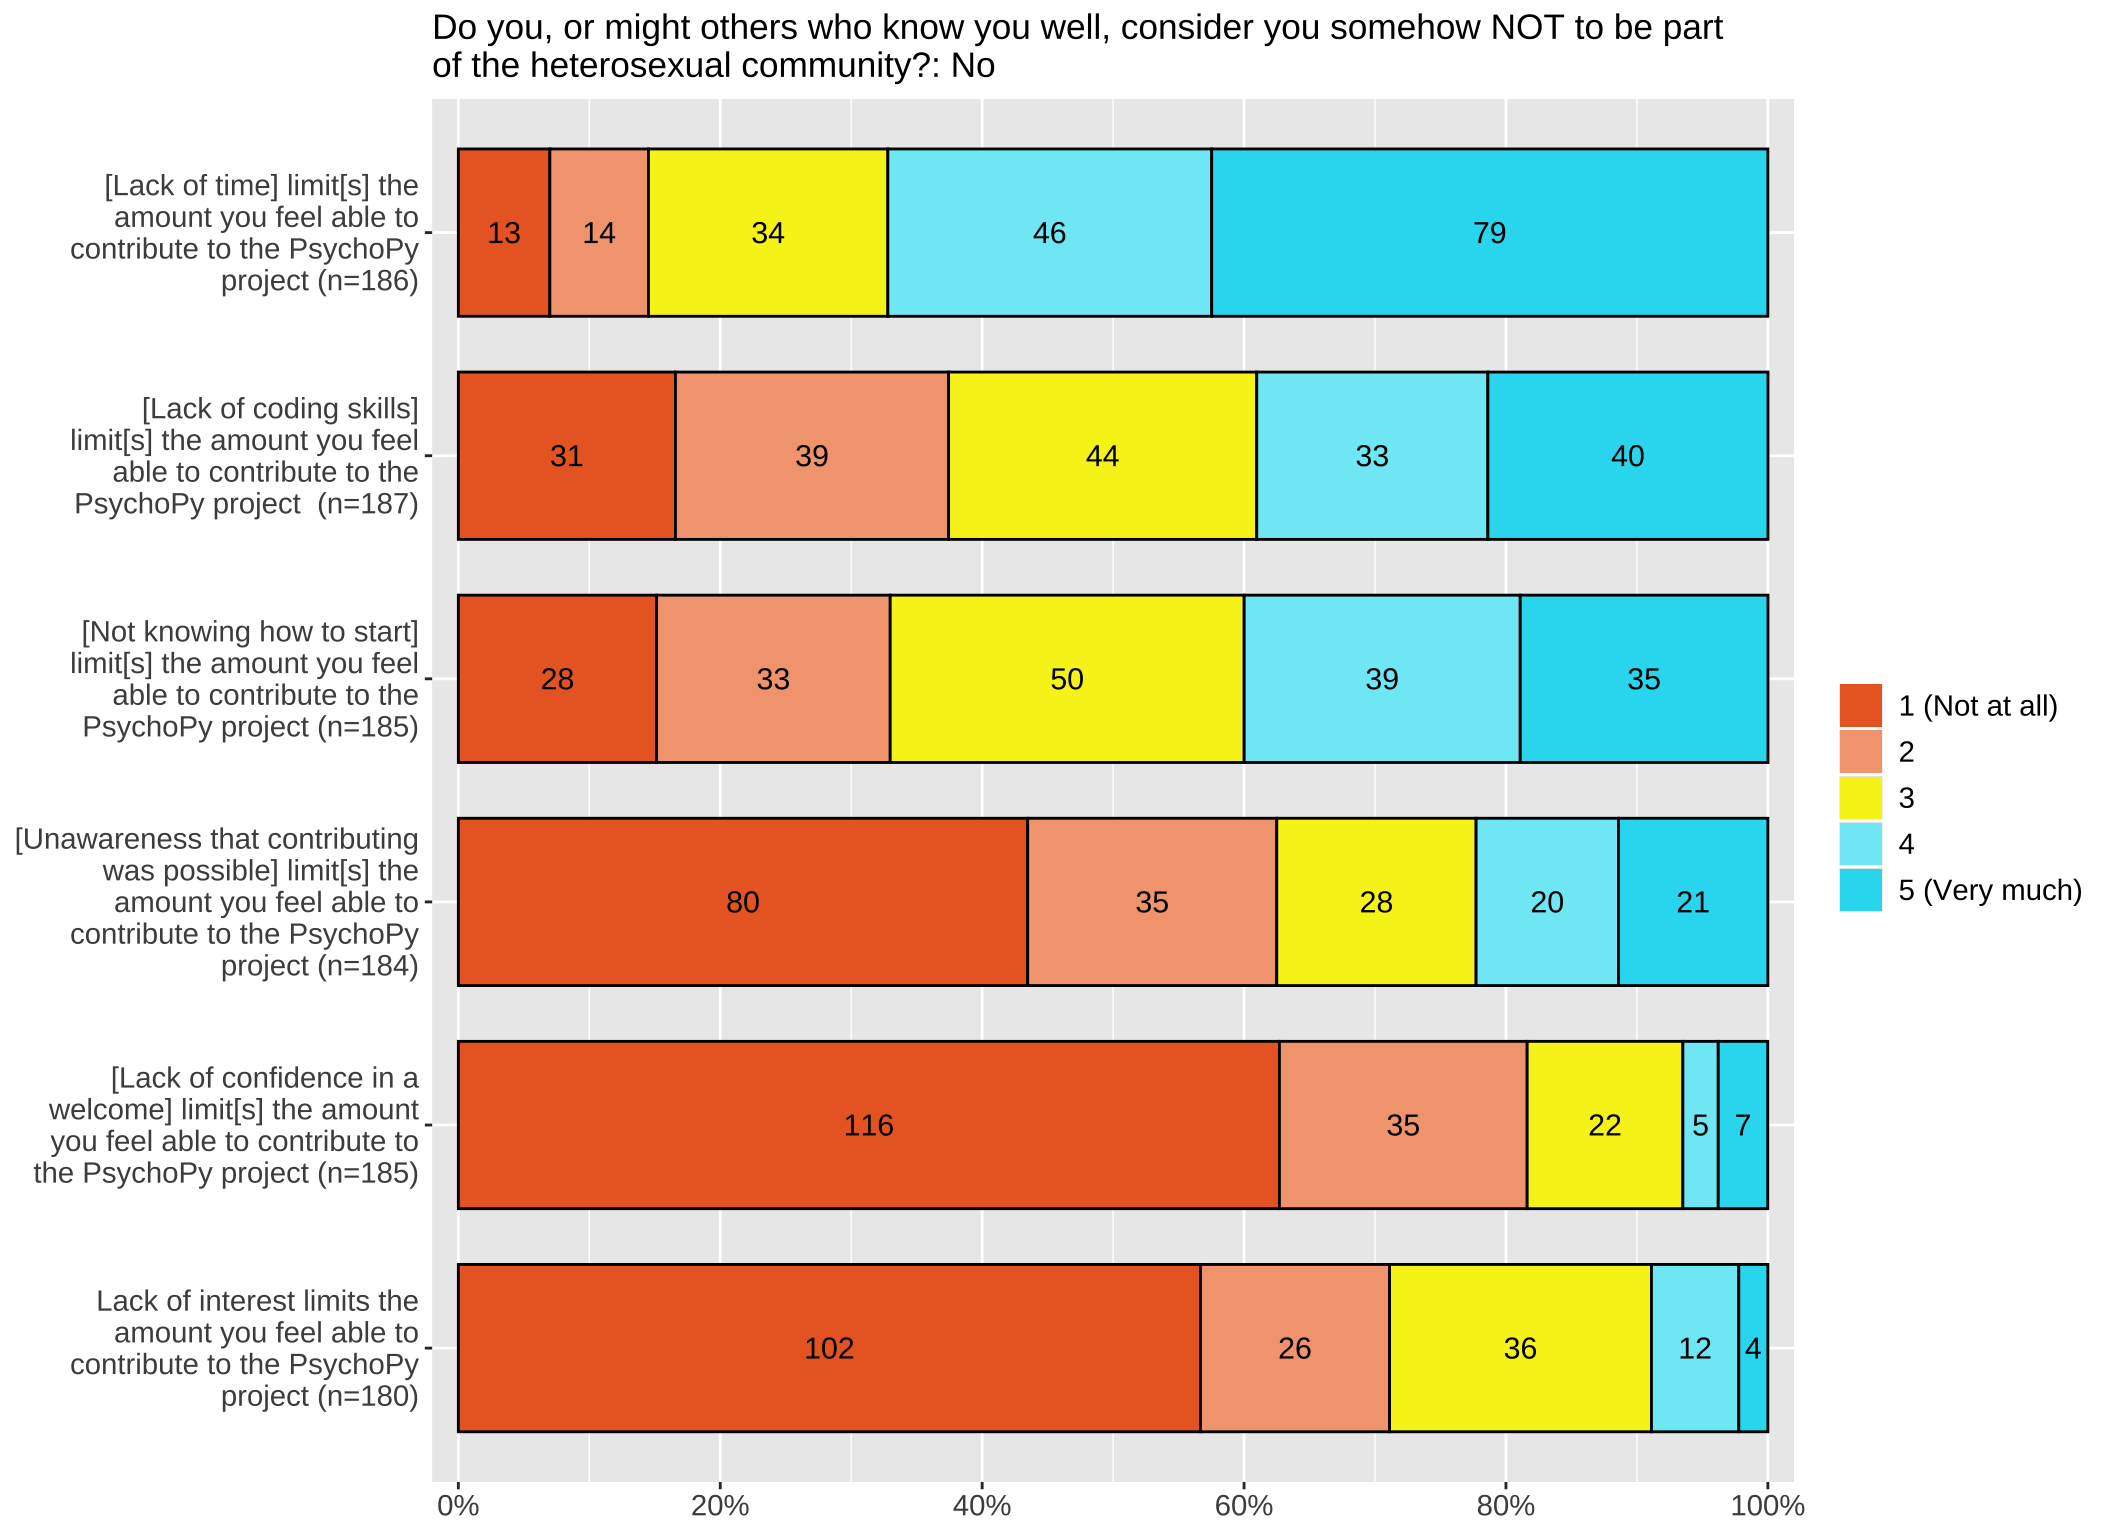 Do you, or might others who know you well, consider you somehow NOT to be part
of the heterosexual community?: No
[Lack of time] limit[s] the
amount you feel able to
contribute to the PsychoPy
project (n=186)
13 14 34 46 79
[Lack of coding skills]
limit[s] the amount you feel
able to contribute to the
PsychoPy project  (n=187)
31 39 44 33 40
[Not knowing how to start]
limit[s] the amount you feel
able to contribute to the
PsychoPy project (n=185)
28 33 50 39 35
[Unawareness that contributing
was possible] limit[s] the
amount you feel able to
contribute to the PsychoPy
project (n=184)
80 35 28 20 21
[Lack of confidence in a
welcome] limit[s] the amount
you feel able to contribute to
the PsychoPy project (n=185)
116 35 22 5 7
Lack of interest limits the
amount you feel able to
contribute to the PsychoPy
project (n=180)
102 26 36 12 4
0% 20% 40% 60% 80% 100%
1 (Not at all)
2
3
4
5 (Very much)